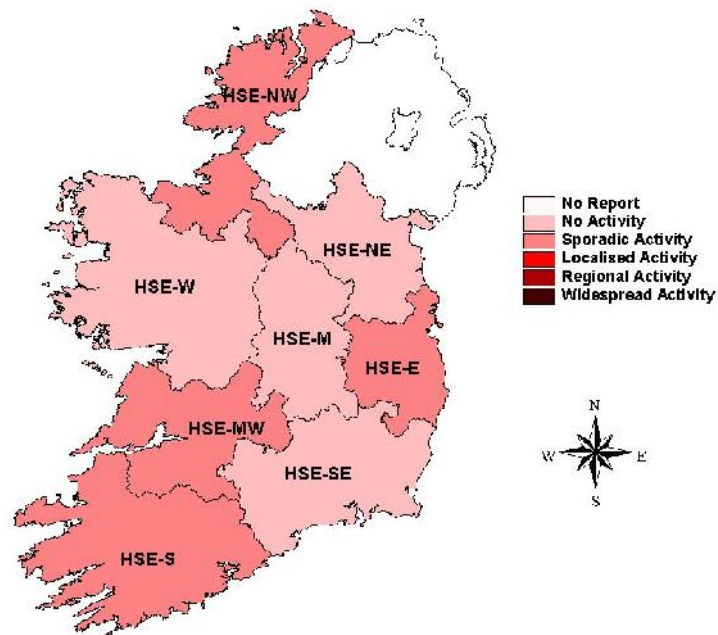 HSE-NW
No Report
No Activity
Sporadic Activity
Localised Activity
Regional Activity
Widespread Activity
HSE-NE
HSE-W
HSE-M
HSE-E
HSE-MW
HSE-SE
HSE-S
N
W
E
S